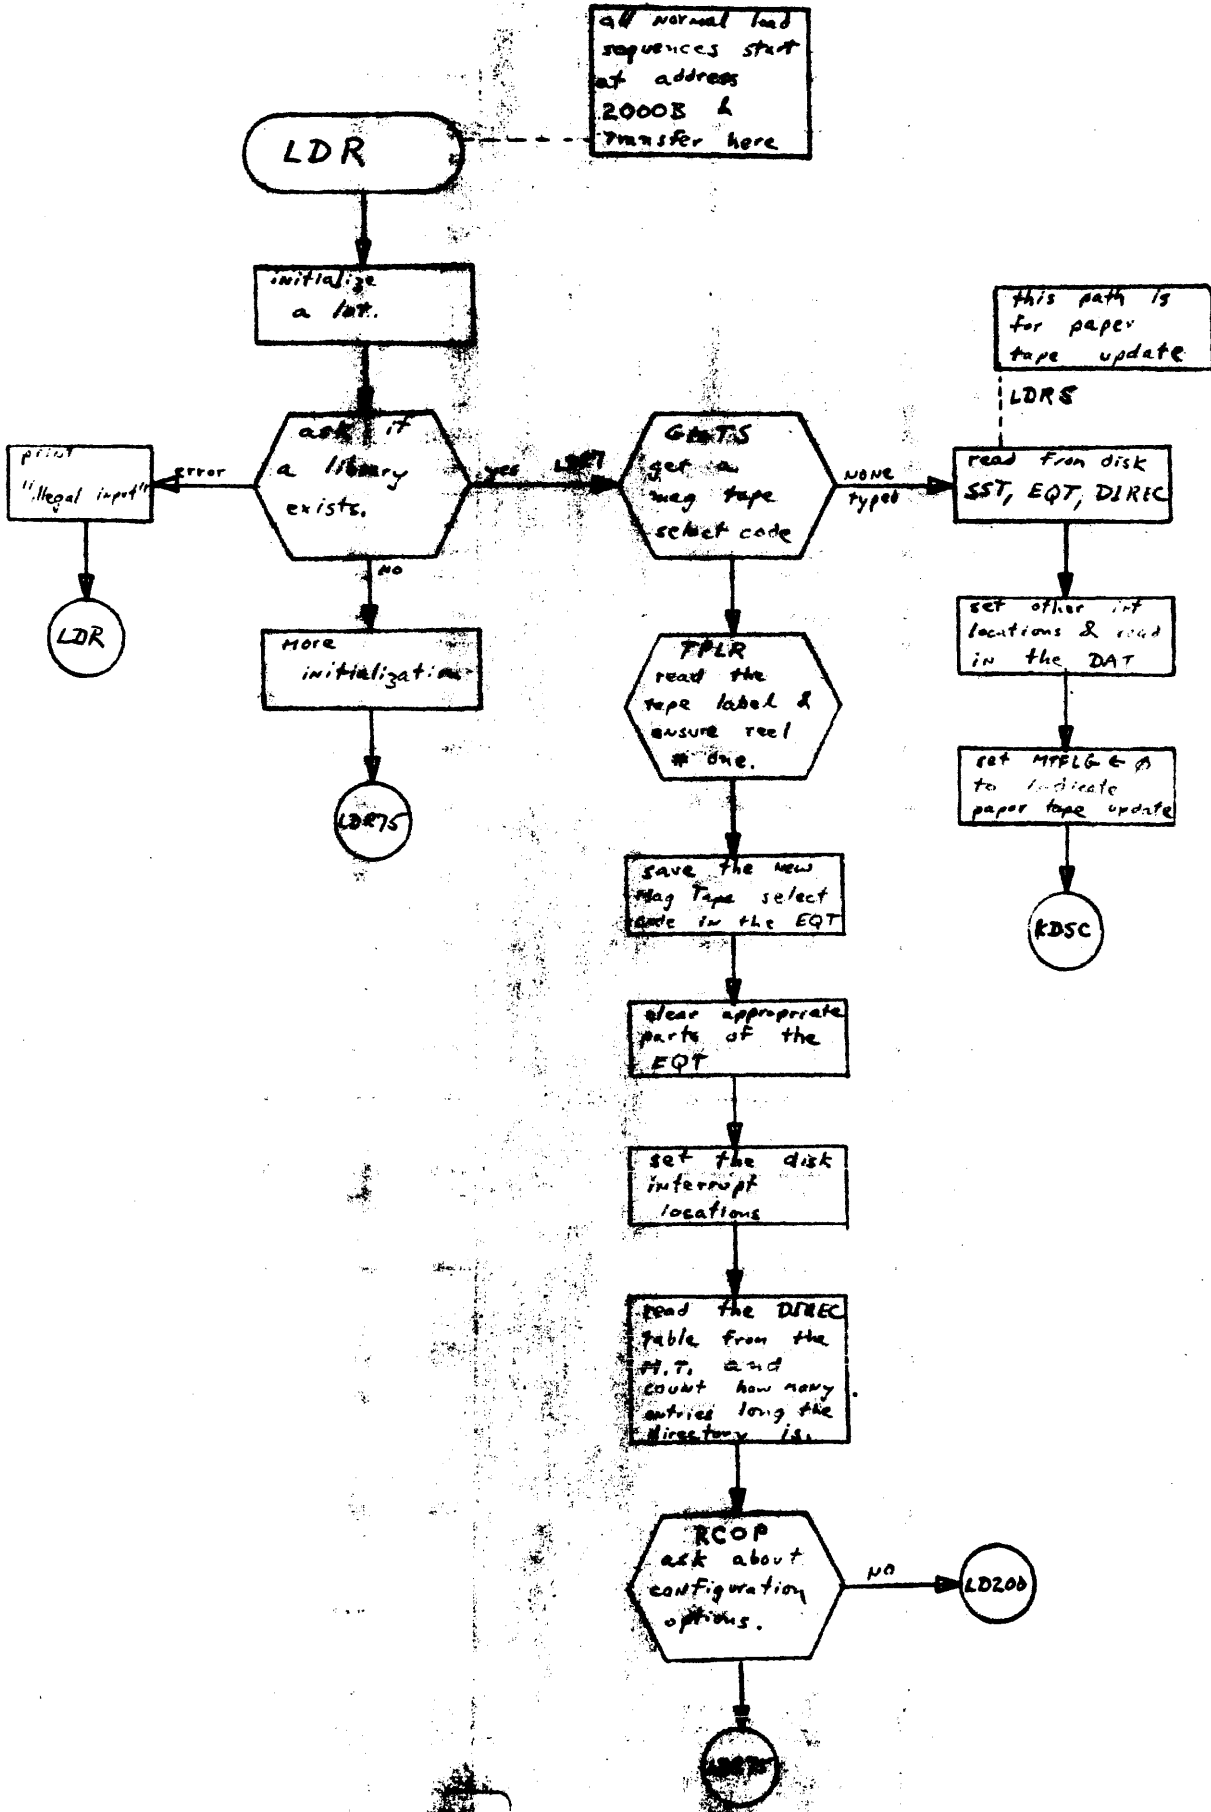 all normal load
sequences start
at address
2000B &
Transfer here
LDR
initialize
a lot.
ask if
a library
exists.
error
print
"illegal input"
LDR
NO
more
initialization
LDR75
yes
GMTS
get a
mag tape
select code
NONE
typed
this path is
for paper
tape update
LDR5
read from disk
SST, EQT, DIREC
set other int
locations & read
in the DAT
set MTFLG ← Ø
to indicate
paper tape update
KDSC
TPLR
read the
tape label &
ensure reel
# one.
save the new
Mag Tape select
code in the EQT
clear appropriate
parts of the
EQT
set the disk
interrupt
locations
read the DIREC
table from the
M.T. and
count how many
entries long the
directory is.
RCOP
ask about
configuration
options.
NO
LD200